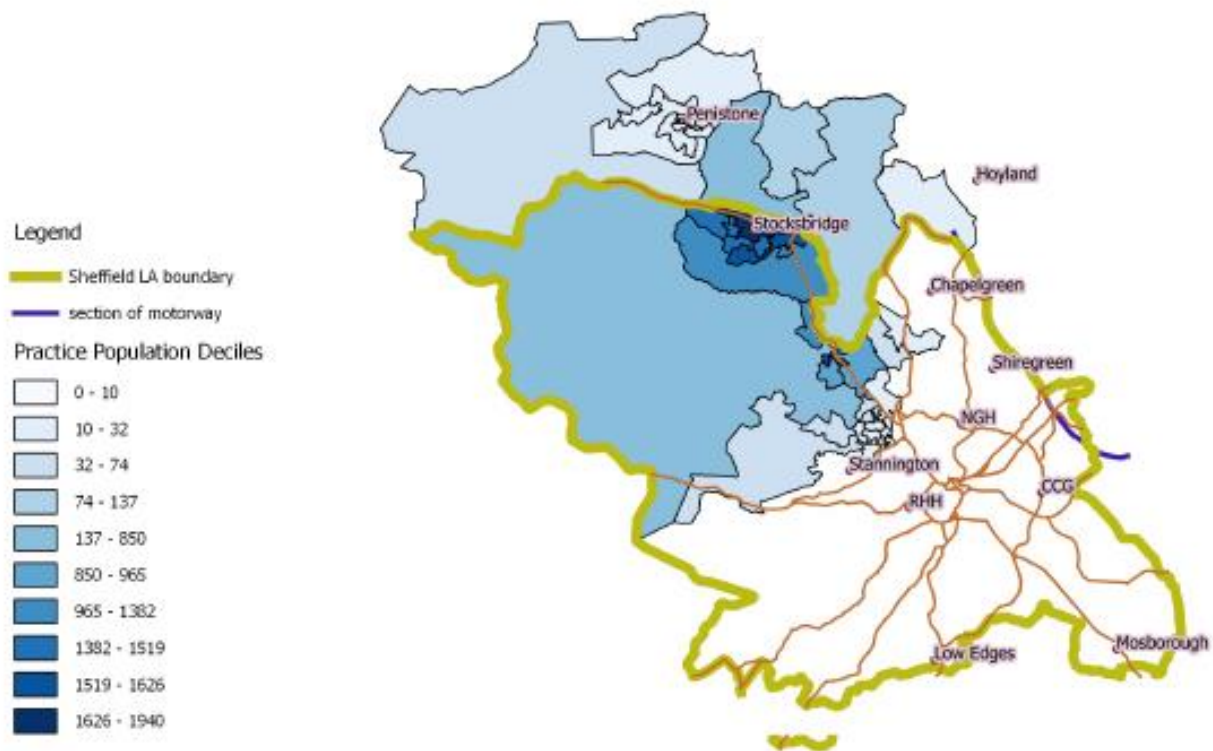 Legend
Sheffield LA boundary
section of motorway
Practice Population Deciles
0 - 10
10 - 32
32 - 74
74 - 137
137 - 850
850 - 965
965 - 1382
1382 - 1519
1519 - 1626
1626 - 1940
Penistone
Hoyland
Stocksbridge
Chapelgreen
Shiregreen
NGH
Stannington
CCG
RHH
Mosborough
Low Edges